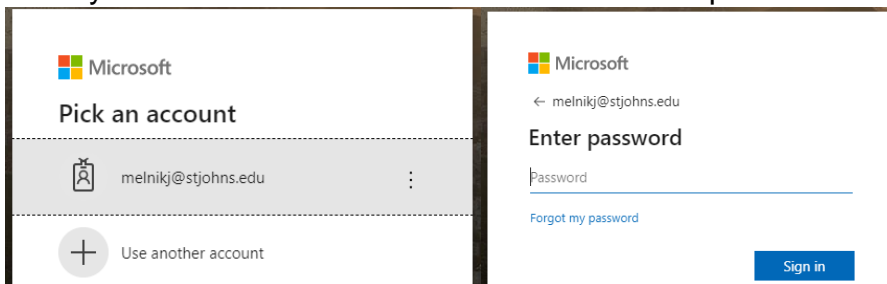 Microsoft
Pick an account
melnikj@stjohns.edu
Use another account
Microsoft
← melnikj@stjohns.edu
Enter password
Password
Forgot my password
Sign in